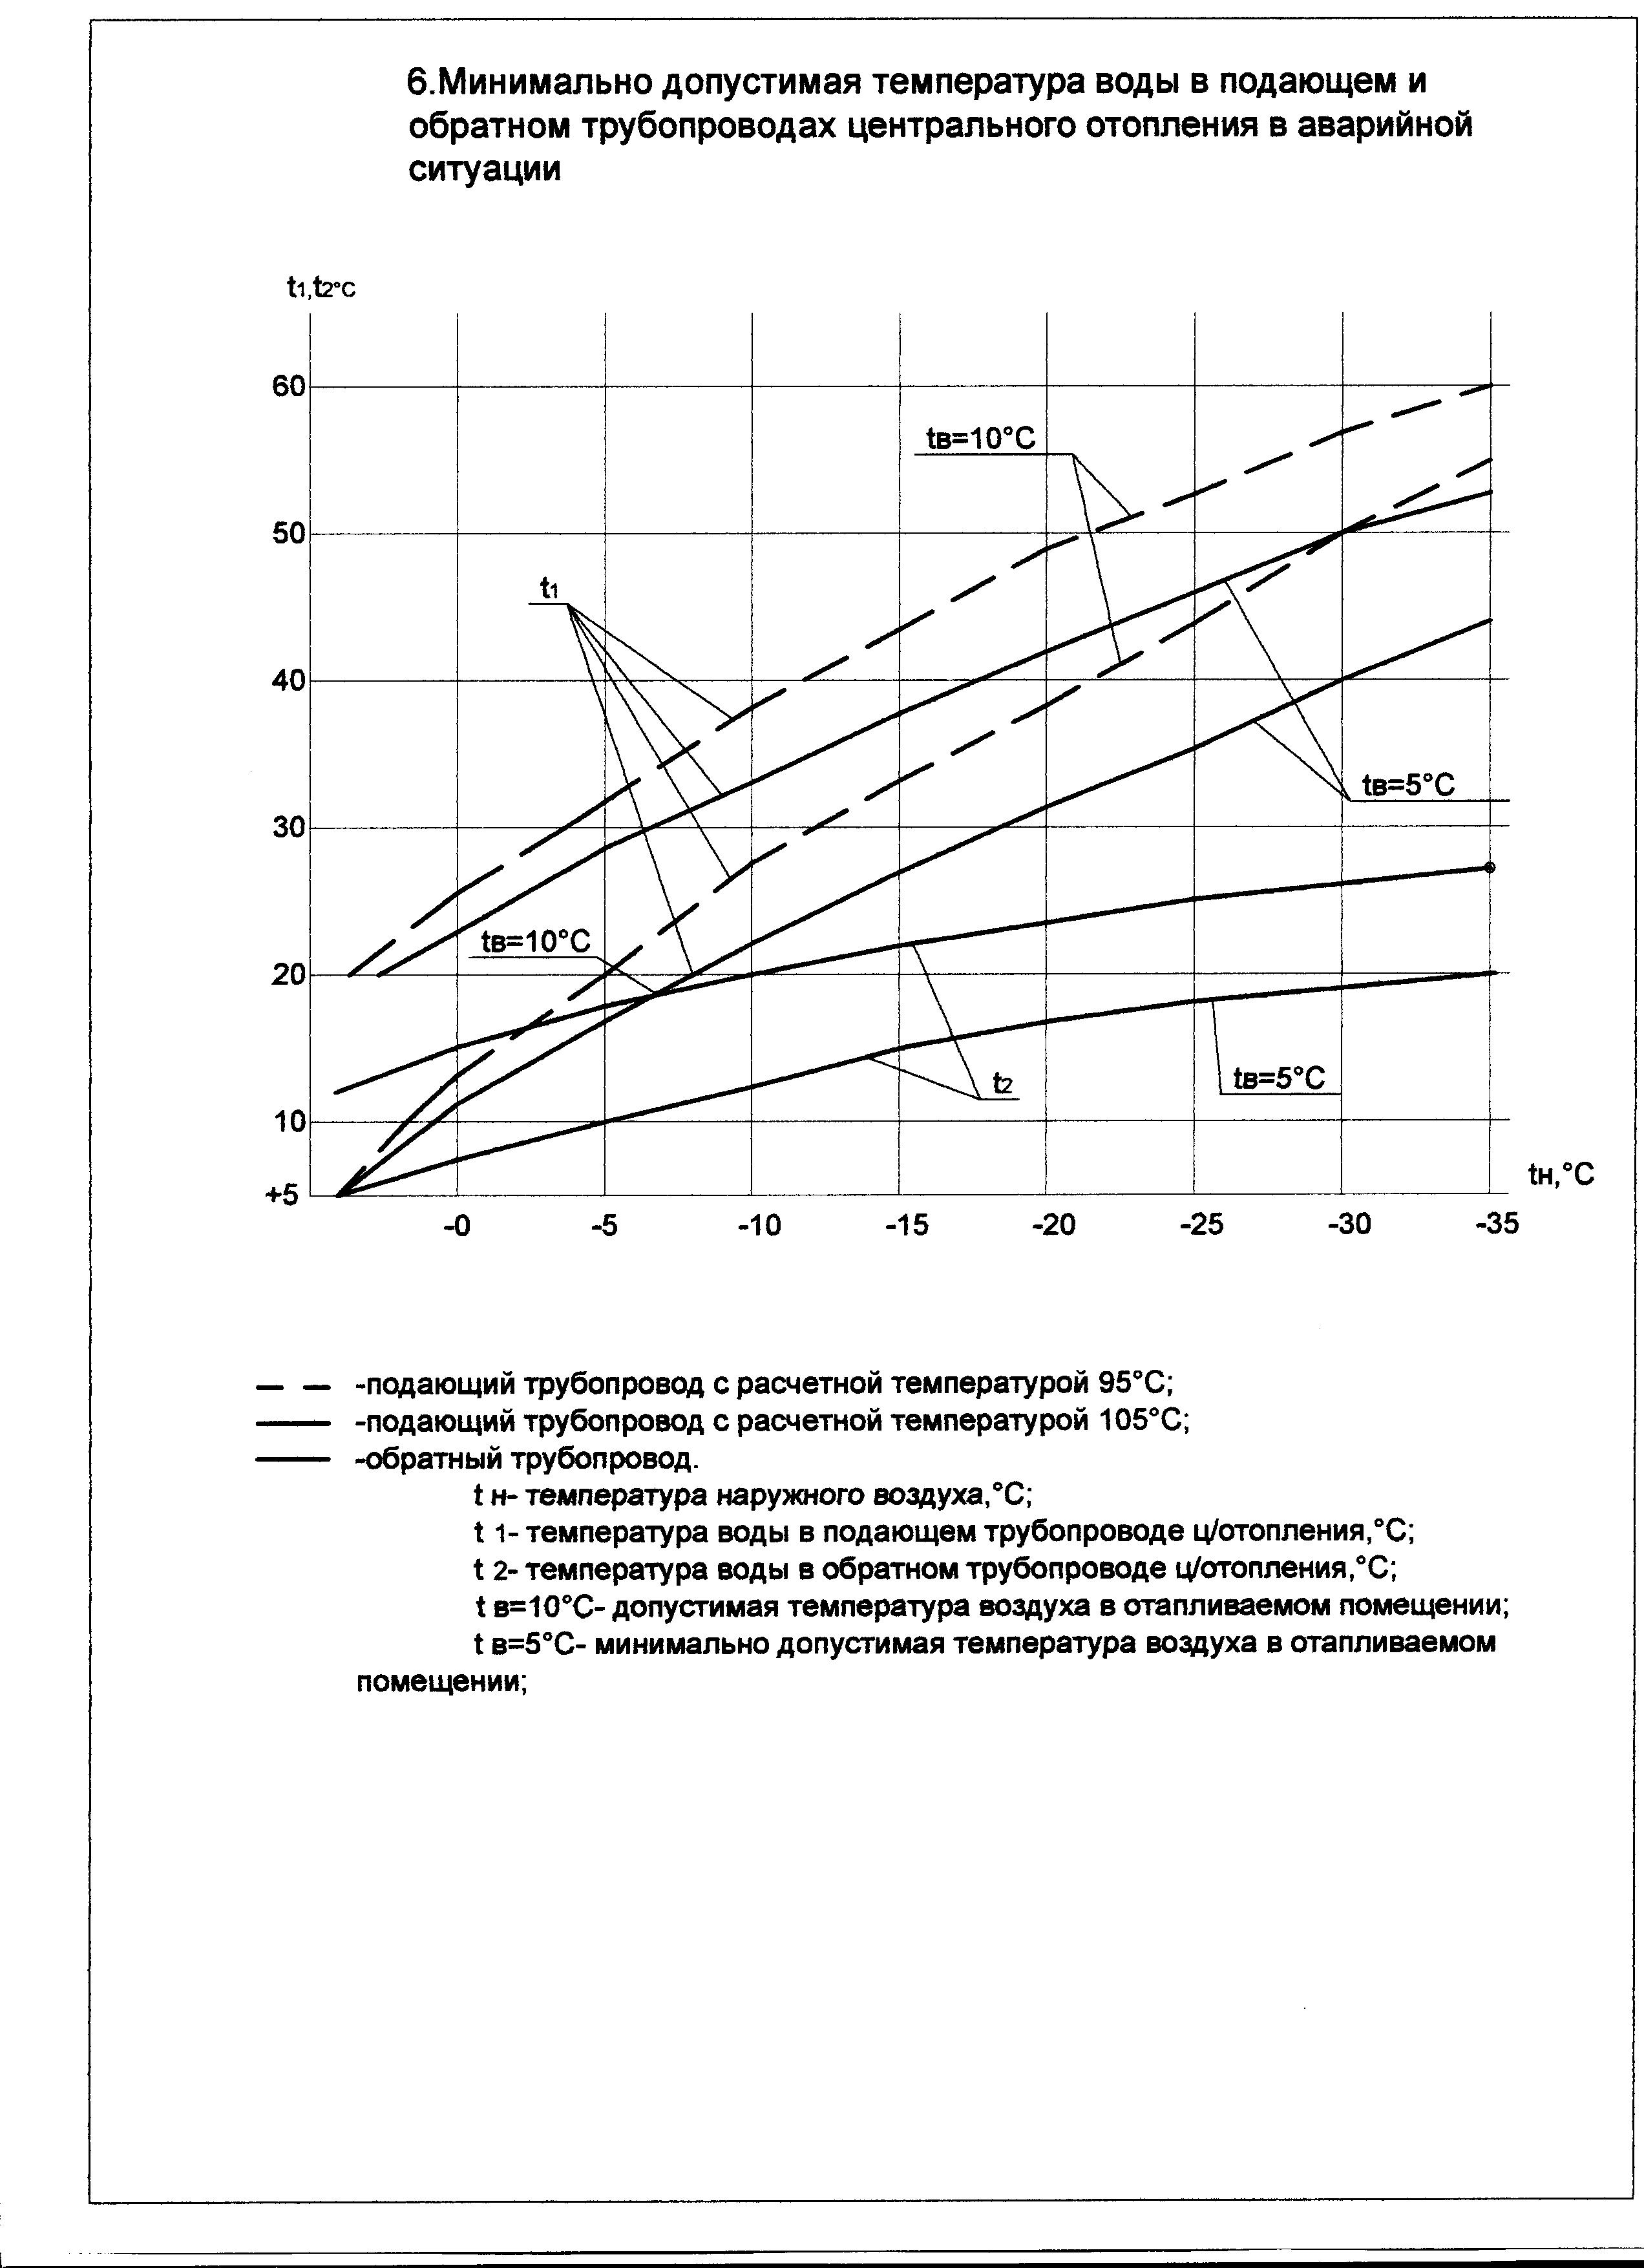 6.Минимально допустимая температура воды в подающем и
обратном трубопроводах центрального отопления в аварийной
ситуации
t1,t2°C
60
tв=10°C
50
t1
40
tв=5°C
30
tв=10°C
20
t2
tв=5°C
10
tн,°C
+5
-0 -5 -10 -15 -20 -25 -30 -35
-подающий трубопровод с расчетной температурой 95°C;
-подающий трубопровод с расчетной температурой 105°C;
-обратный трубопровод.
t н- температура наружного воздуха,°C;
t 1- температура воды в подающем трубопроводе ц/отопления,°C;
t 2- температура воды в обратном трубопроводе ц/отопления,°C;
t в=10°C- допустимая температура воздуха в отапливаемом помещении;
t в=5°C- минимально допустимая температура воздуха в отапливаемом
помещении;